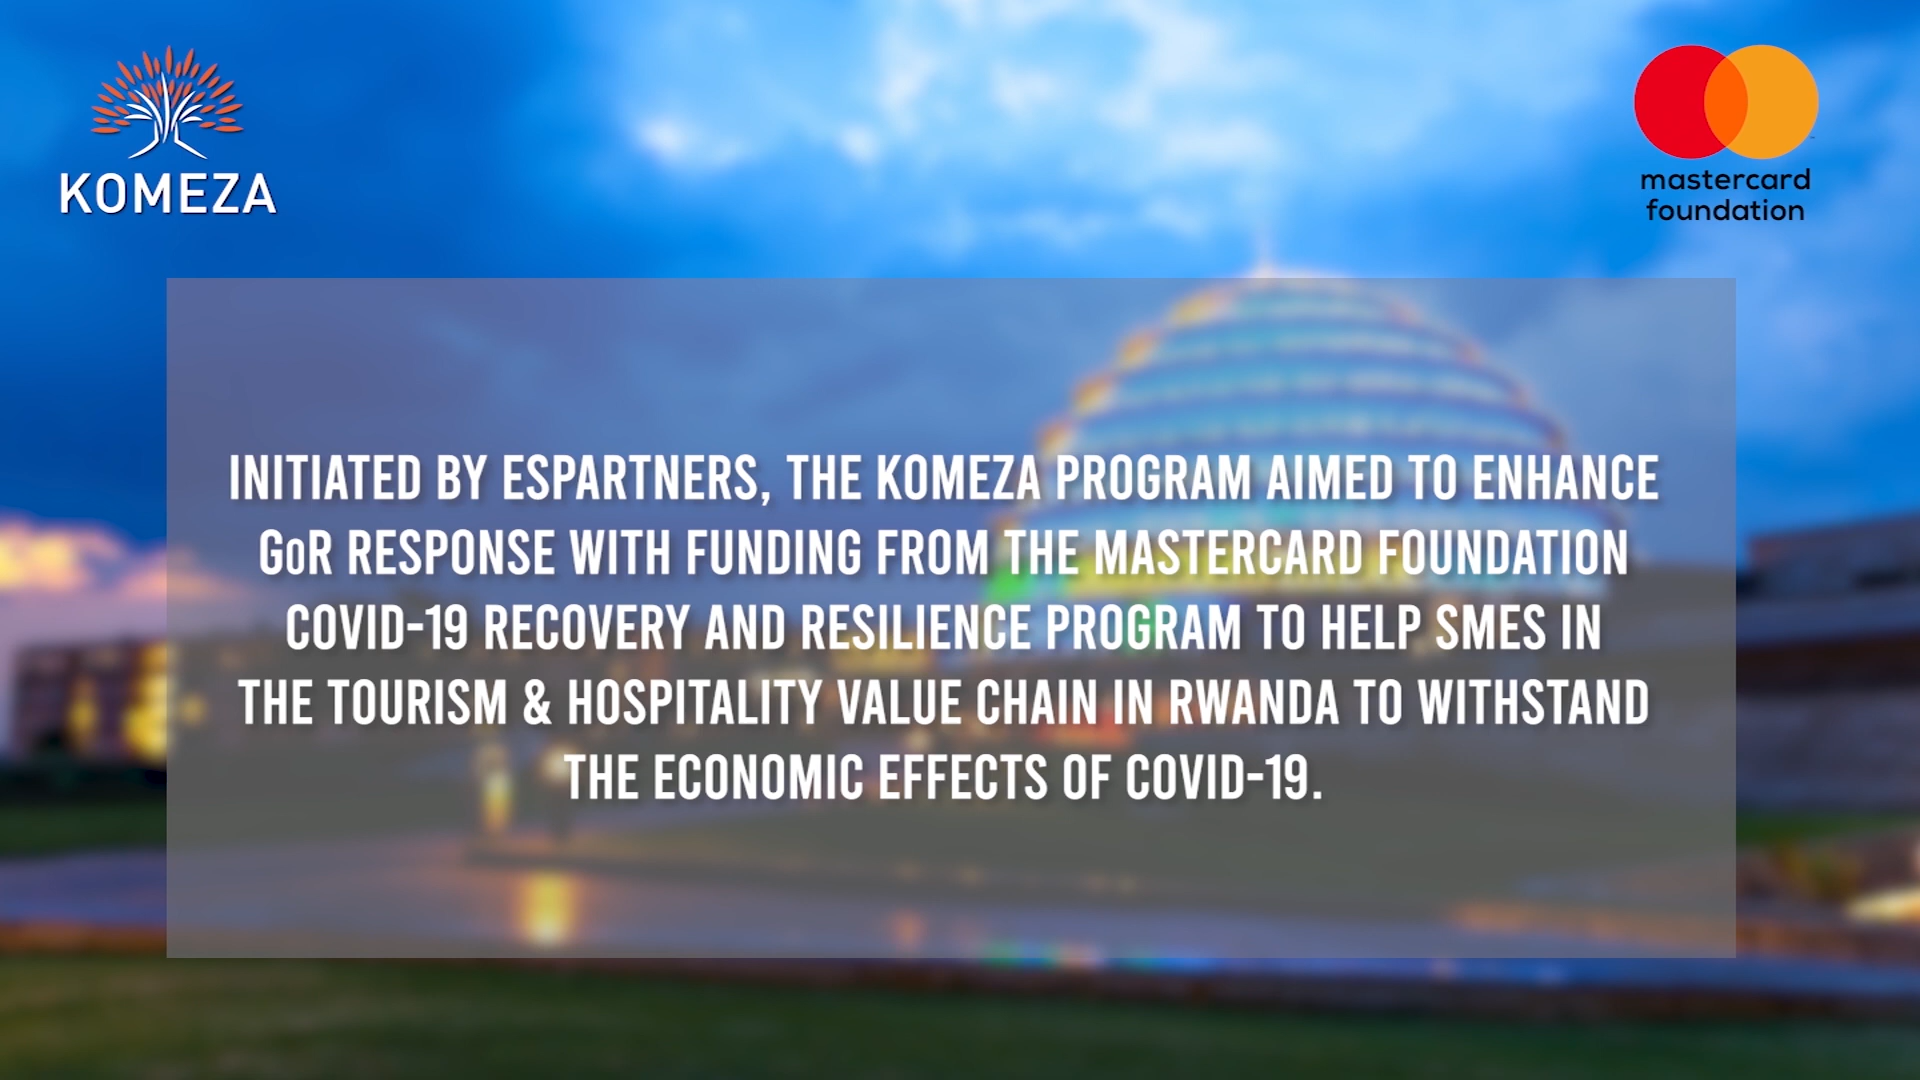 KOMEZA
mastercard
foundation
INITIATED BY ESPARTNERS, THE KOMEZA PROGRAM AIMED TO ENHANCE
GoR RESPONSE WITH FUNDING FROM THE MASTERCARD FOUNDATION
COVID-19 RECOVERY AND RESILIENCE PROGRAM TO HELP SMES IN
THE TOURISM & HOSPITALITY VALUE CHAIN IN RWANDA TO WITHSTAND
THE ECONOMIC EFFECTS OF COVID-19.